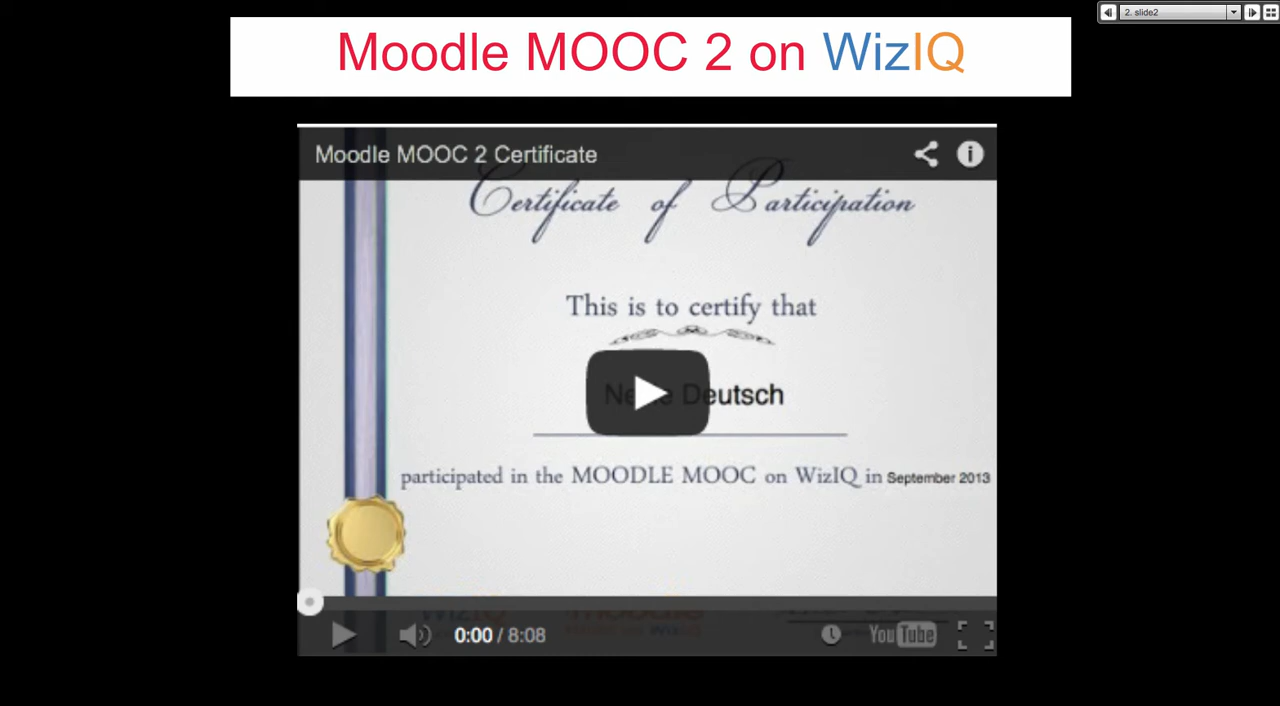 2. slide2
Moodle MOOC 2 on WizIQ
Moodle MOOC 2 Certificate
Certificate of Participation
This is to certify that
Deutsch
participated in the MOODLE MOOC on WizIQ in September 2013
WizIQ
0:00 / 8:08
YouTube